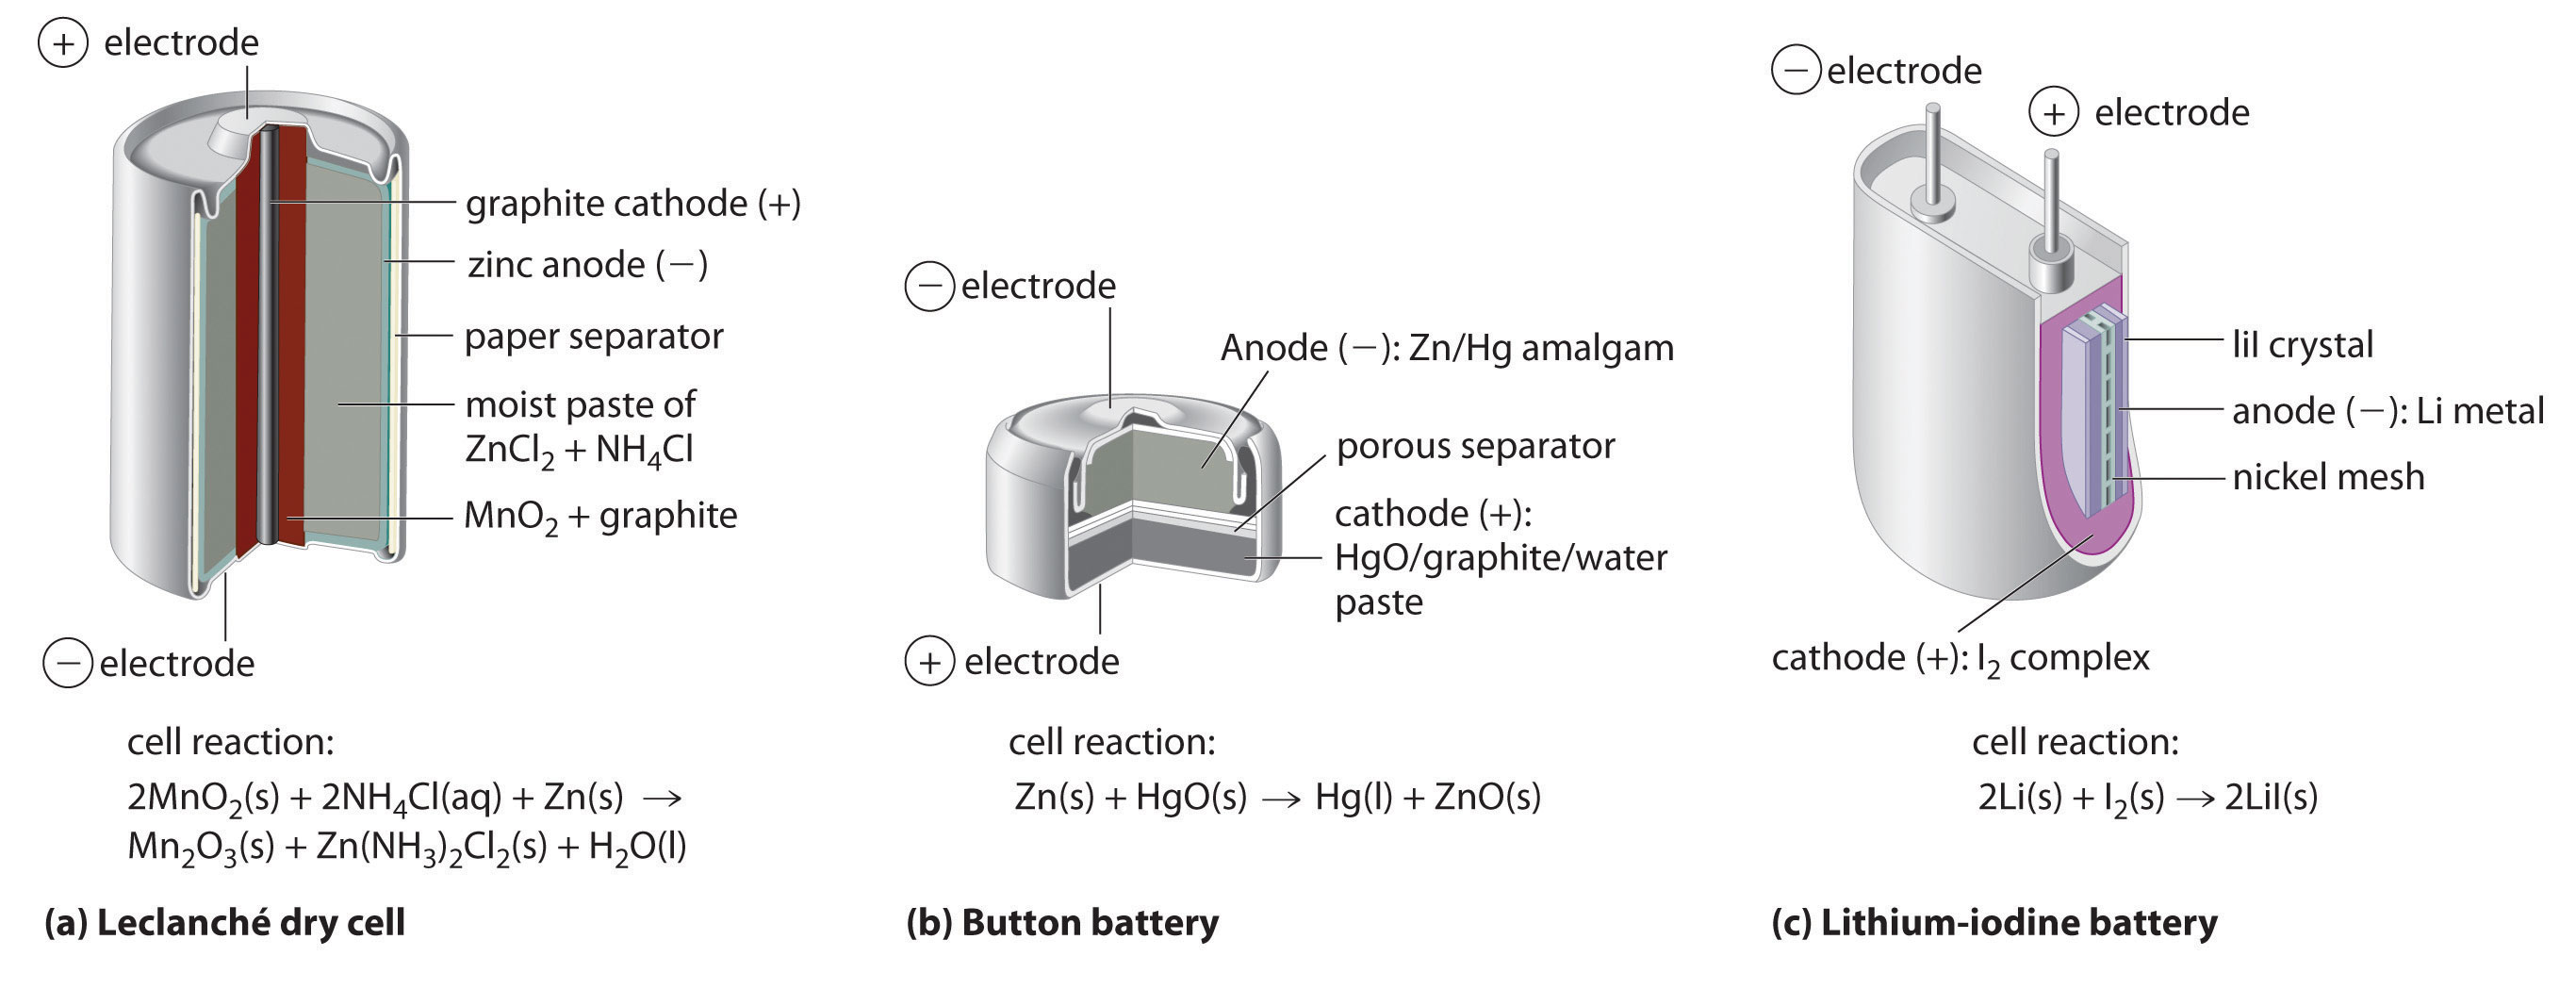 + electrode
graphite cathode (+)
zinc anode (−)
paper separator
moist paste of
ZnCl₂ + NH₄Cl
MnO₂ + graphite
− electrode
cell reaction:
2MnO₂(s) + 2NH₄Cl(aq) + Zn(s) →
Mn₂O₃(s) + Zn(NH₃)₂Cl₂(s) + H₂O(l)
(a) Leclanché dry cell
− electrode
Anode (−): Zn/Hg amalgam
porous separator
cathode (+):
HgO/graphite/water
paste
+ electrode
cell reaction:
Zn(s) + HgO(s) → Hg(l) + ZnO(s)
(b) Button battery
− electrode
+ electrode
lil crystal
anode (−): Li metal
nickel mesh
cathode (+): I₂ complex
cell reaction:
2Li(s) + I₂(s) → 2LiI(s)
(c) Lithium-iodine battery